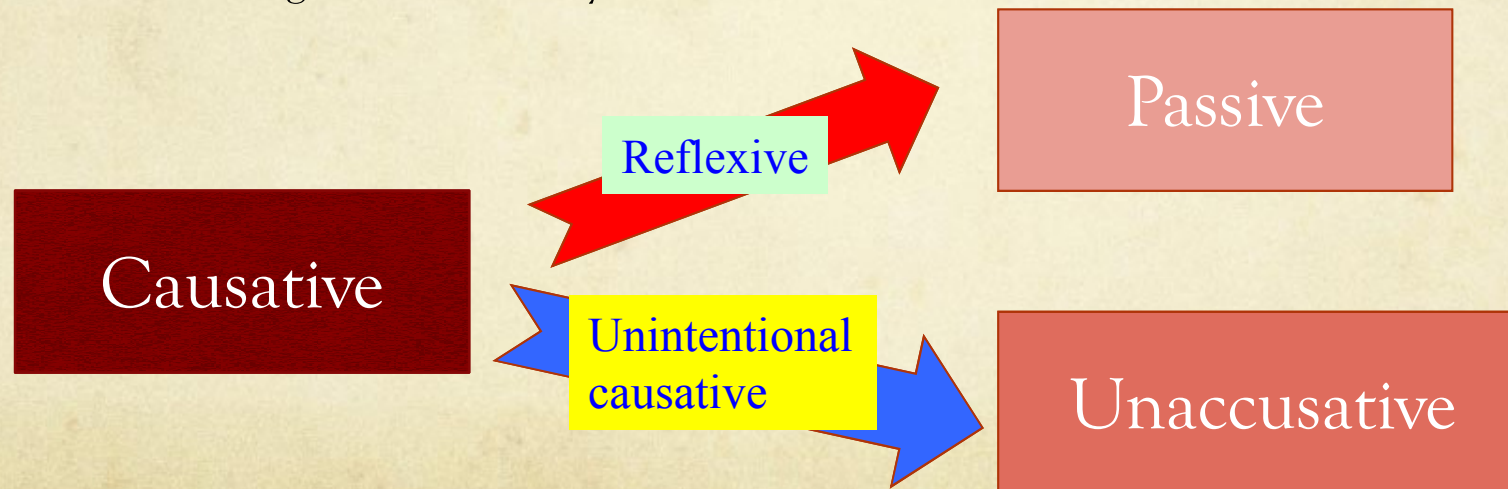 Passive
Reflexive
Causative
Unintentional
causative
Unaccusative